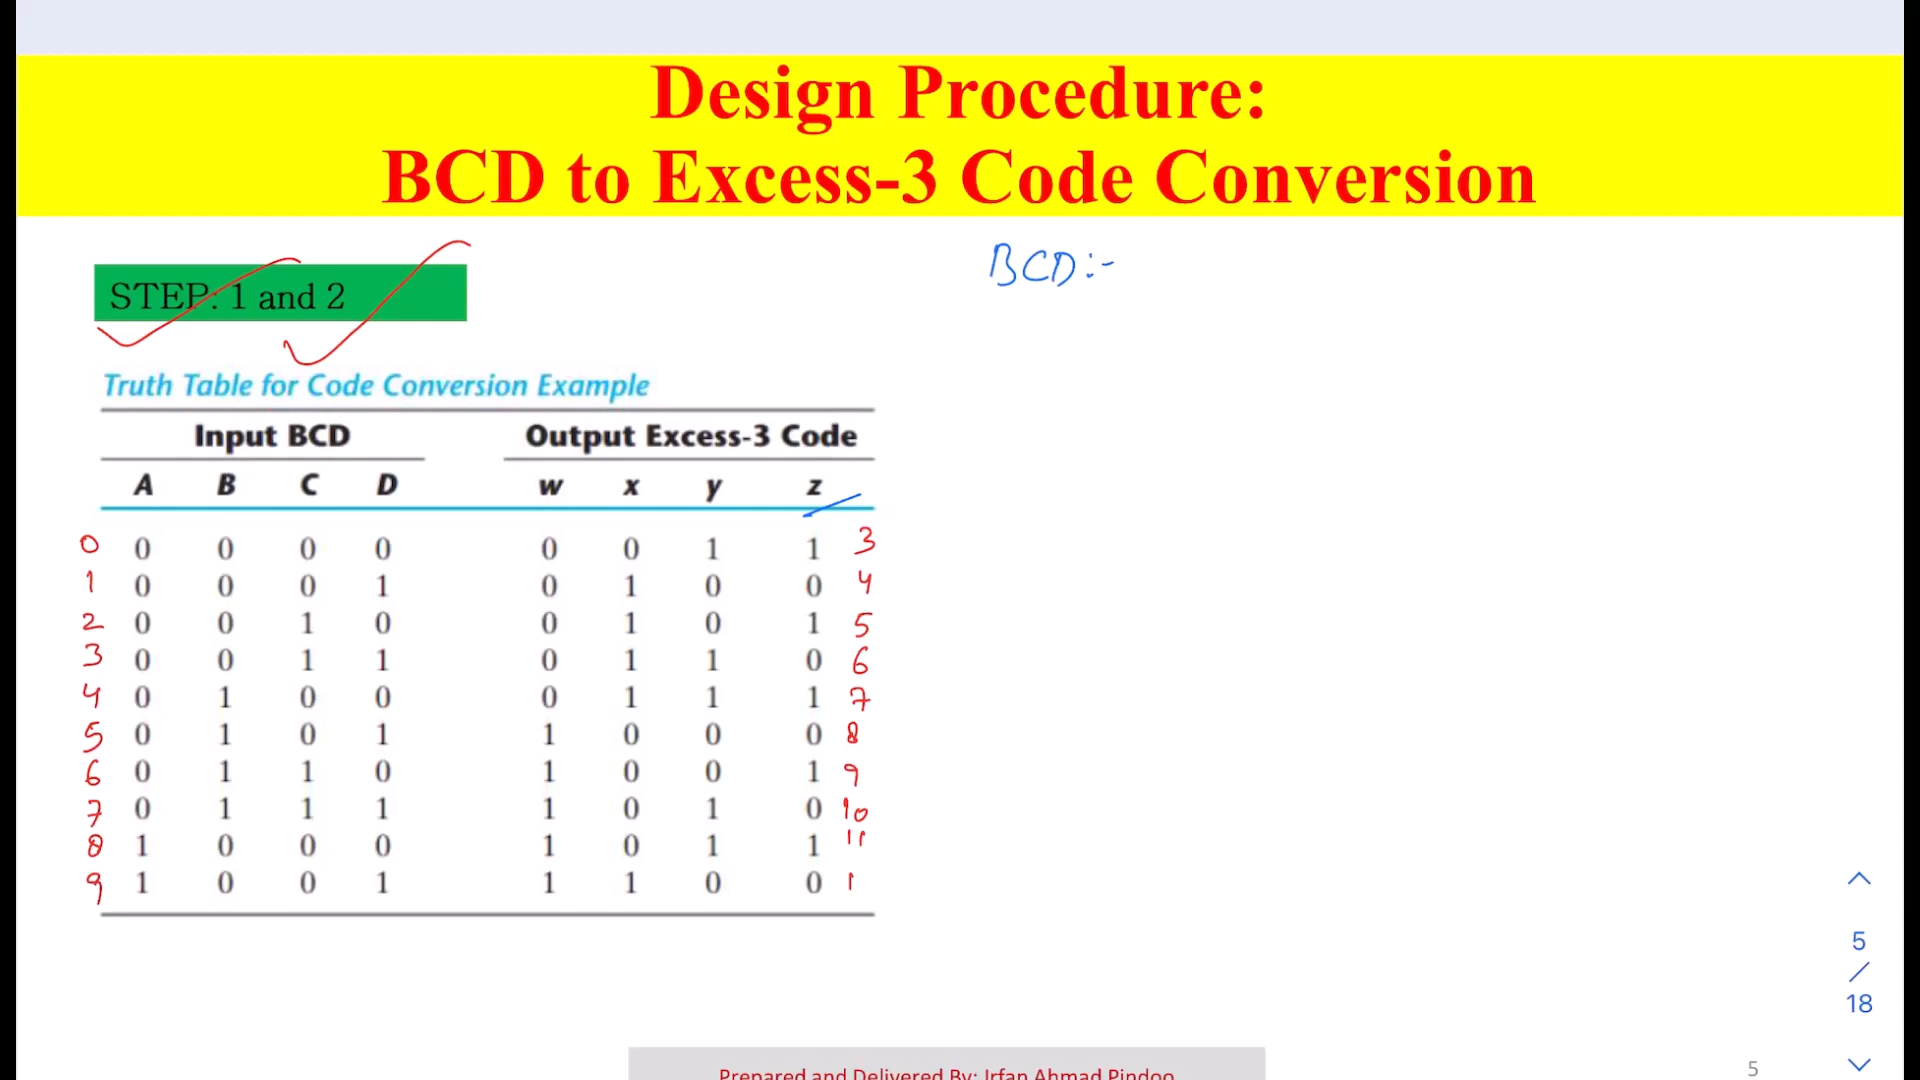 Design Procedure:
BCD to Excess-3 Code Conversion
STEP: 1 and 2
BCD:-
Truth Table for Code Conversion Example
Input BCD Output Excess-3 Code
A B C D w x y z
0 0 0 0 0 0 0 1 1 3
1 0 0 0 1 0 1 0 0 4
2 0 0 1 0 0 1 0 1 5
3 0 0 1 1 0 1 1 0 6
4 0 1 0 0 0 1 1 1 7
5 0 1 0 1 1 0 0 0 8
6 0 1 1 0 1 0 0 1 9
7 0 1 1 1 1 0 1 0 10
8 1 0 0 0 1 0 1 1 11
9 1 0 0 1 1 1 0 0 1
5
/
18
Prepared and Delivered By: Irfan Ahmad Pindoo
5